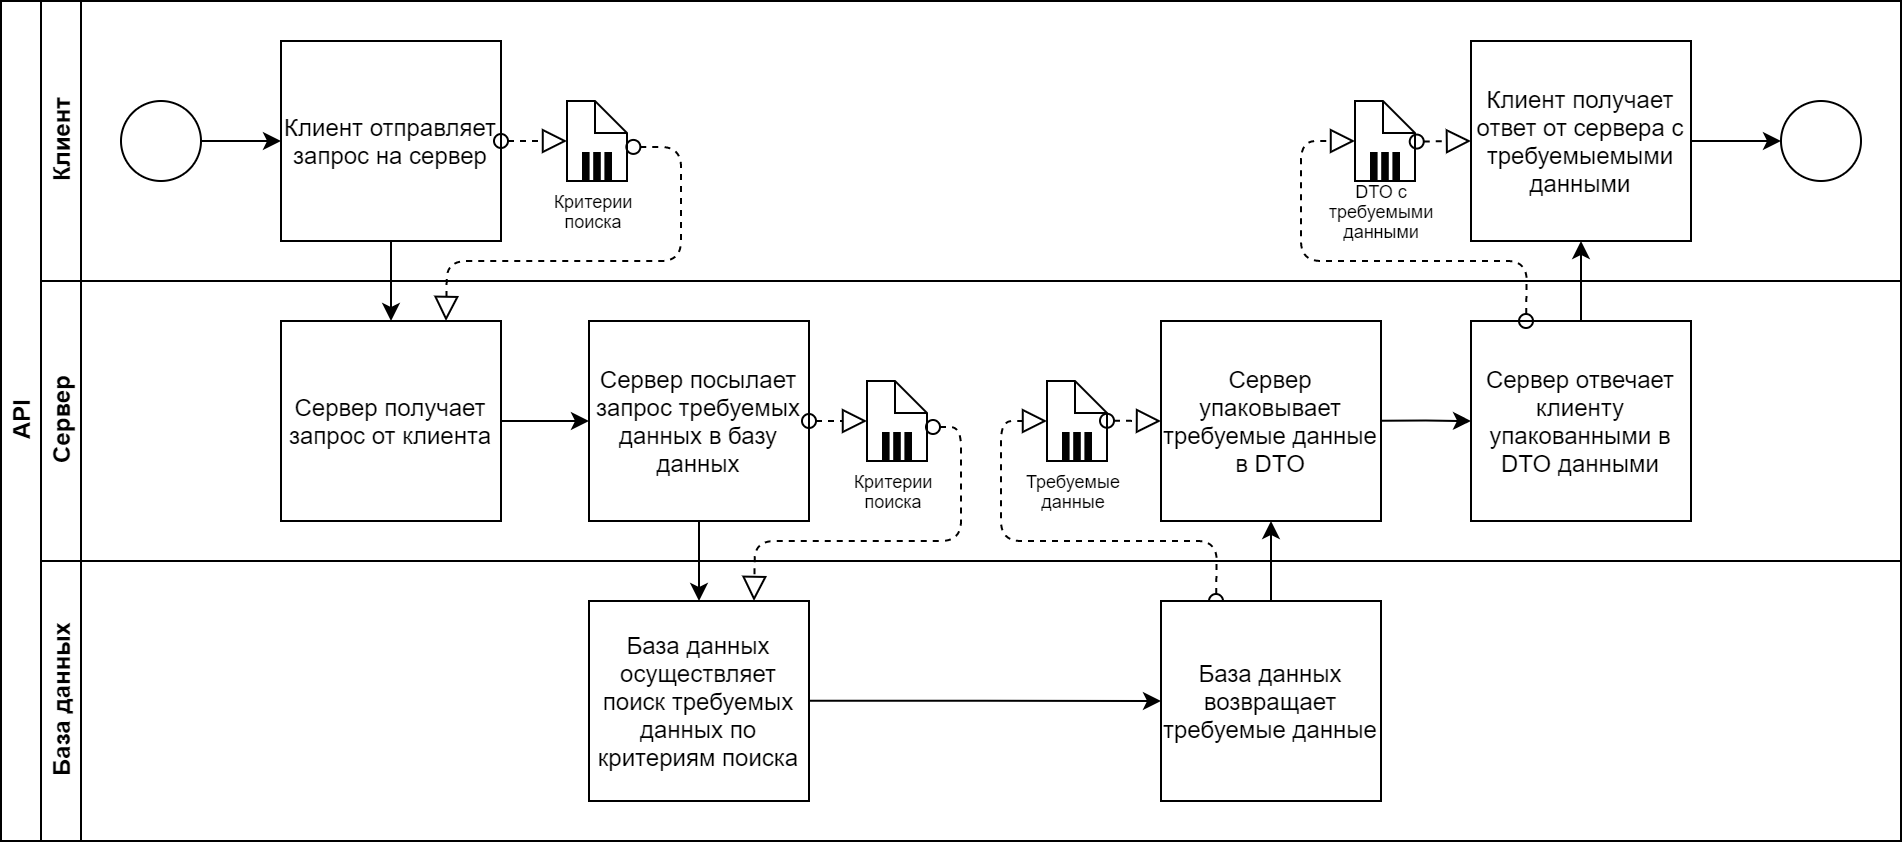 API
Клиент
Клиент отправляет
запрос на сервер
Критерии
поиска
DTO с
требуемыми
данными
Клиент получает
ответ от сервера с
требуемыемыми
данными
Сервер
Сервер получает
запрос от клиента
Сервер посылает
запрос требуемых
данных в базу
данных
Критерии
поиска
Требуемые
данные
Сервер
упаковывает
требуемые данные
в DTO
Сервер отвечает
клиенту
упакованными в
DTO данными
База данных
База данных
осуществляет
поиск требуемых
данных по
критериям поиска
База данных
возвращает
требуемые данные